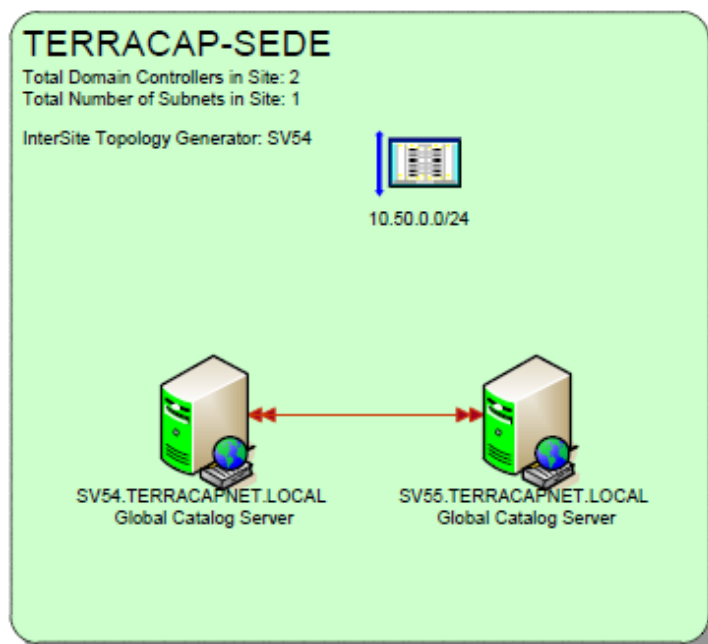 TERRACAP-SEDE
Total Domain Controllers in Site: 2
Total Number of Subnets in Site: 1
InterSite Topology Generator: SV54
10.50.0.0/24
SV54.TERRACAPNET.LOCAL
Global Catalog Server
SV55.TERRACAPNET.LOCAL
Global Catalog Server